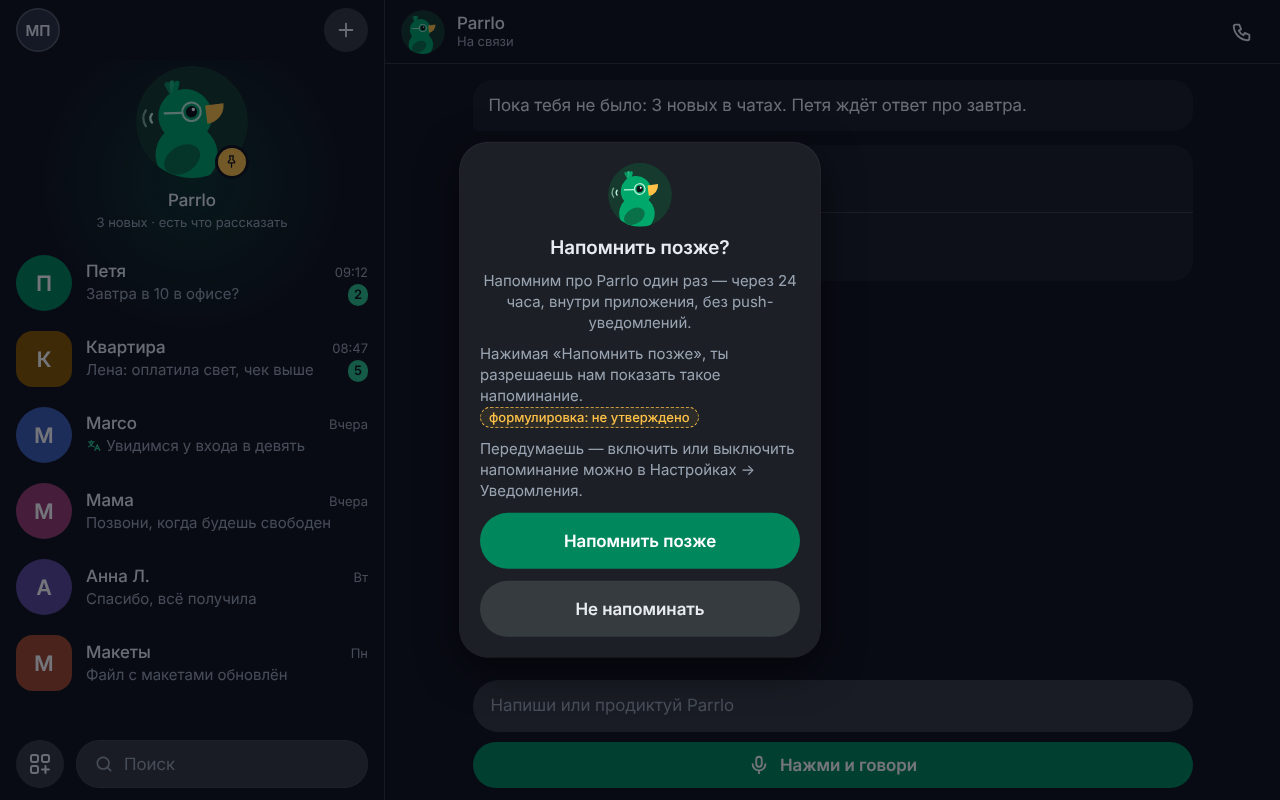 МП
Parrlo
3 новых · есть что рассказать
Петя
09:12
Завтра в 10 в офисе?
2
П
Квартира
08:47
Лена: оплатила свет, чек выше
5
К
Marco
Вчера
Увидимся у входа в девять
M
Мама
Вчера
Позвони, когда будешь свободен
М
Анна Л.
Вт
Спасибо, всё получила
А
Макеты
Пн
Файл с макетами обновлён
М
Поиск
Parrlo
На связи
Пока тебя не было: 3 новых в чатах. Петя ждёт ответ про завтра.
Напомнить позже?
Напомним про Parrlo один раз — через 24
часа, внутри приложения, без push-
уведомлений.
Нажимая «Напомнить позже», ты
разрешаешь нам показать такое
напоминание.
формулировка: не утверждено
Передумаешь — включить или выключить
напоминание можно в Настройках →
Уведомления.
Напомнить позже
Не напоминать
Напиши или продиктуй Parrlo
Нажми и говори